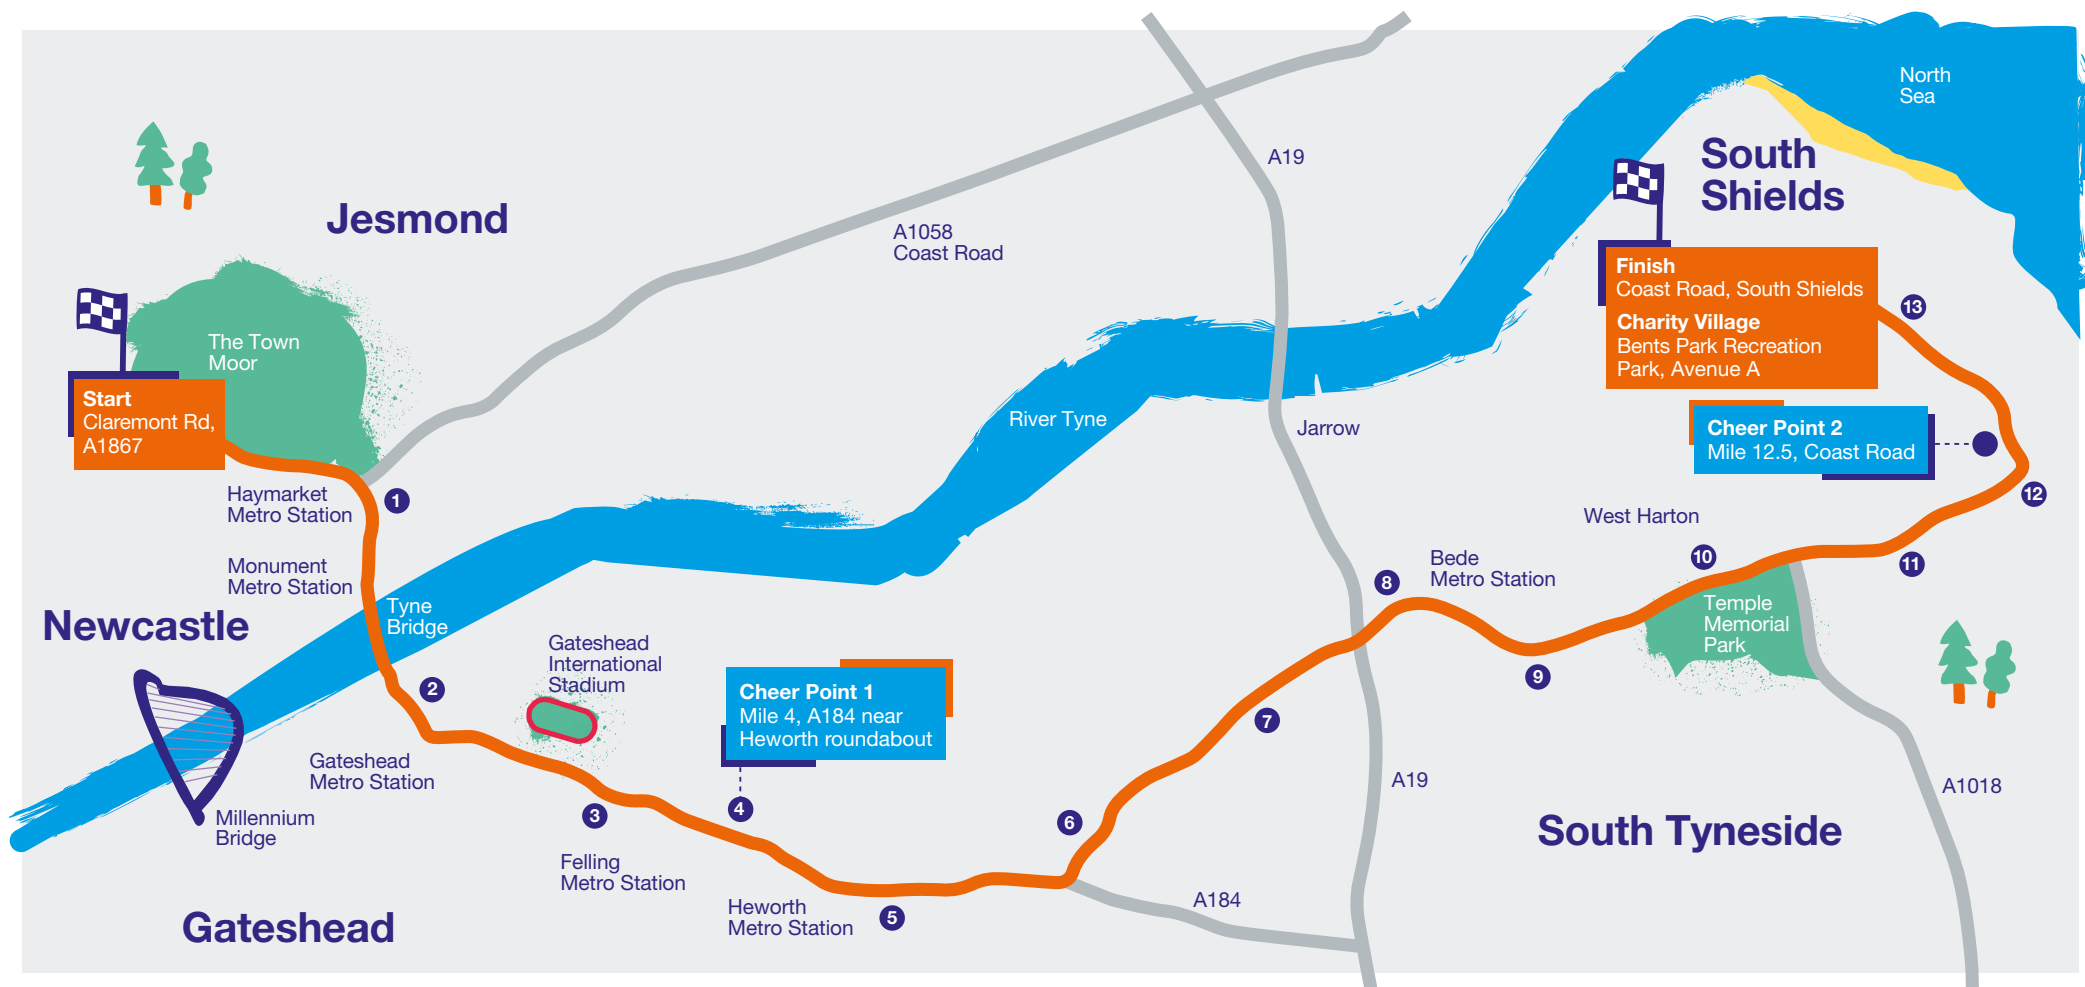 North
Sea
South
Shields
A19
Jesmond
A1058
Coast Road
Finish
Coast Road, South Shields
Charity Village
Bents Park Recreation
Park, Avenue A
13
The Town
Moor
Start
Claremont Rd,
A1867
River Tyne
Jarrow
Cheer Point 2
Mile 12.5, Coast Road
12
Haymarket
Metro Station
1
West Harton
10
11
Bede
Metro Station
8
Monument
Metro Station
Tyne
Bridge
Newcastle
Temple
Memorial
Park
9
Gateshead
International
Stadium
2
Cheer Point 1
Mile 4, A184 near
Heworth roundabout
7
Gateshead
Metro Station
A19
A1018
3
4
6
Millennium
Bridge
South Tyneside
Felling
Metro Station
A184
Heworth
Metro Station
5
Gateshead